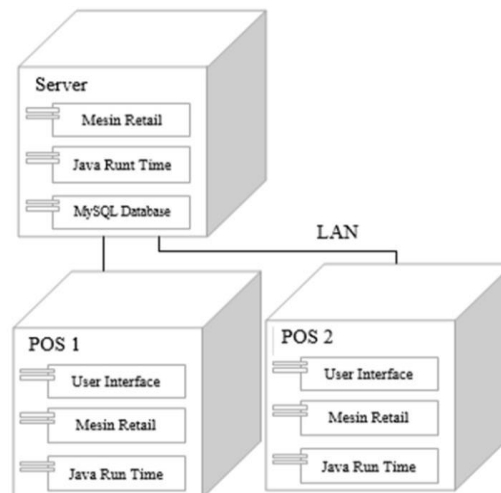 Server
Mesin Retail
Java Runt Time
MySQL Database
LAN
POS 1
User Interface
Mesin Retail
Java Run Time
POS 2
User Interface
Mesin Retail
Java Run Time